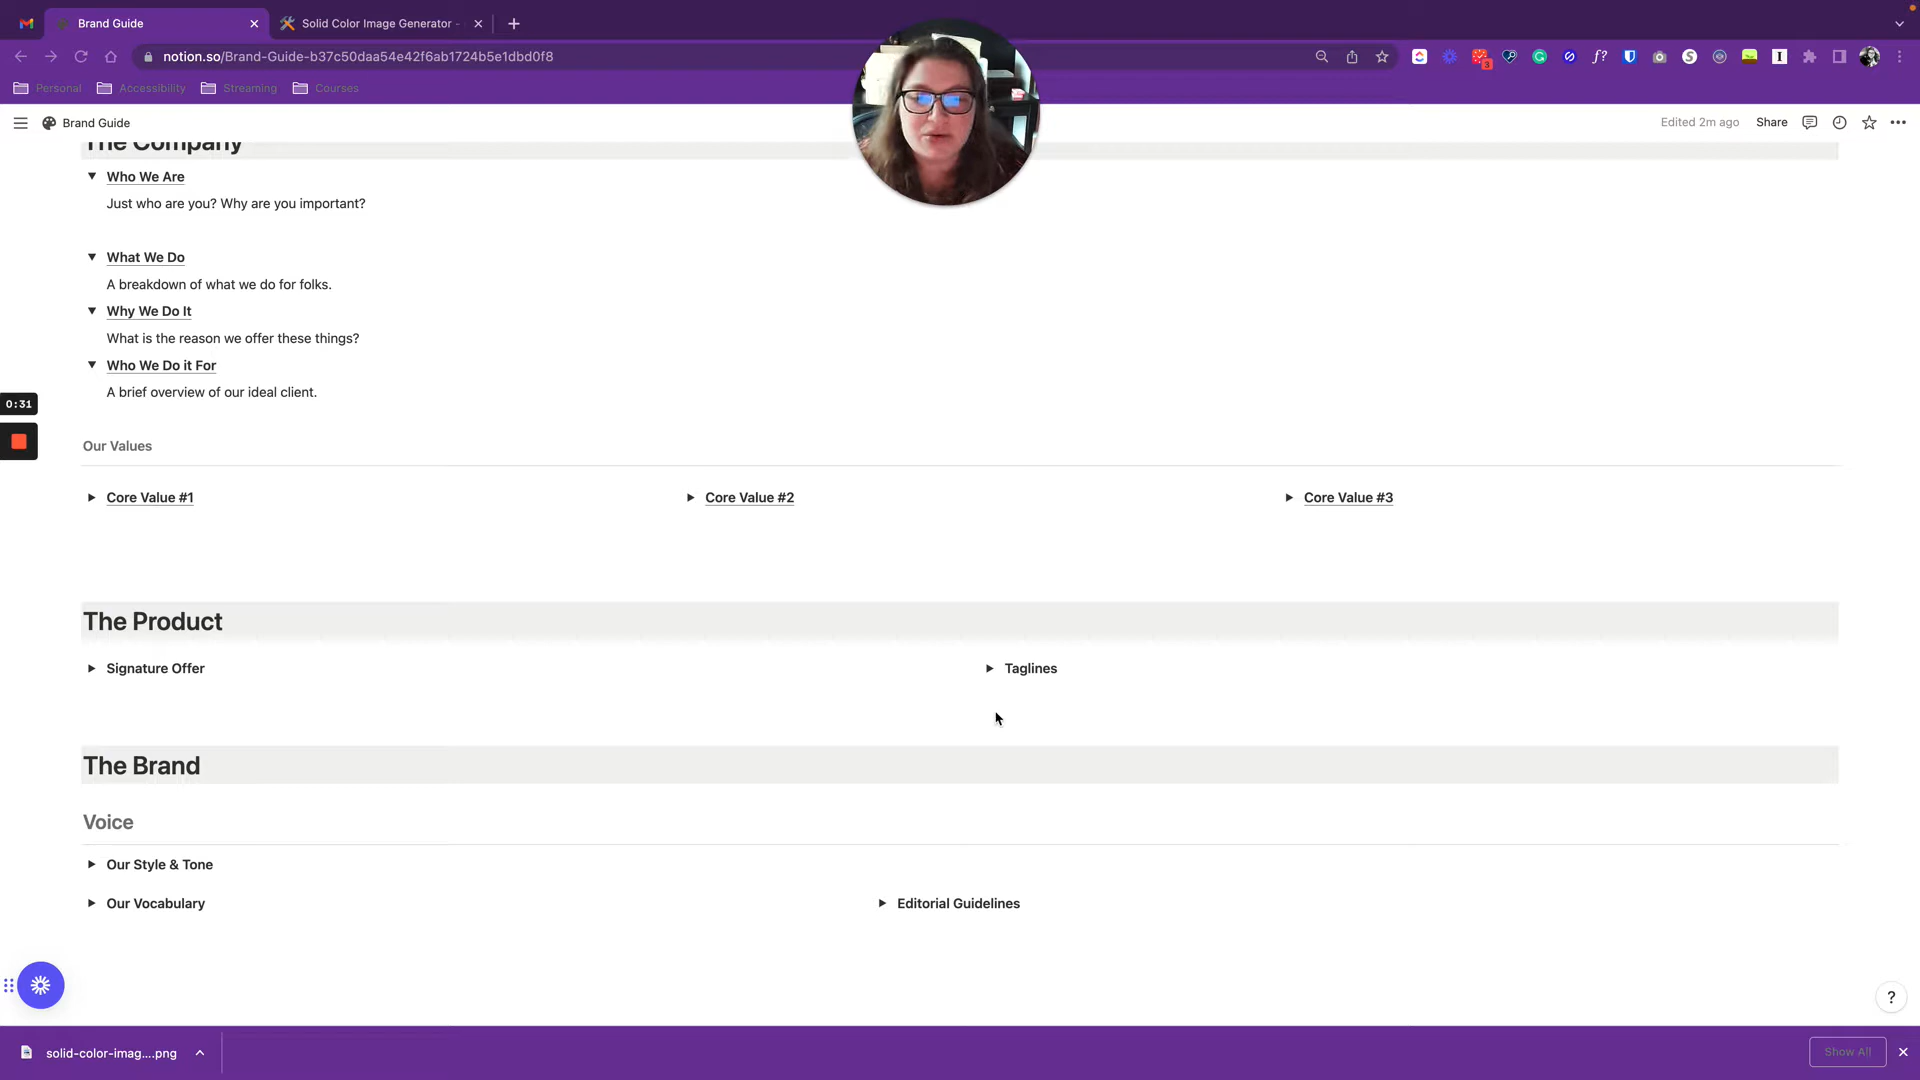 Brand Guide
Solid Color Image Generator -
notion.so/Brand-Guide-b37c50daa54e42f6ab1724b5e1dbd0f8
3
f?
Personal
Accessibility
Streaming
Courses
Brand Guide
Edited 2m ago
Share
The Company
Who We Are
Just who are you? Why are you important?
What We Do
A breakdown of what we do for folks.
Why We Do It
What is the reason we offer these things?
Who We Do it For
A brief overview of our ideal client.
0:31
Our Values
Core Value #1
Core Value #2
Core Value #3
The Product
Signature Offer
Taglines
The Brand
Voice
Our Style & Tone
Our Vocabulary
Editorial Guidelines
?
solid-color-imag....png
Show All